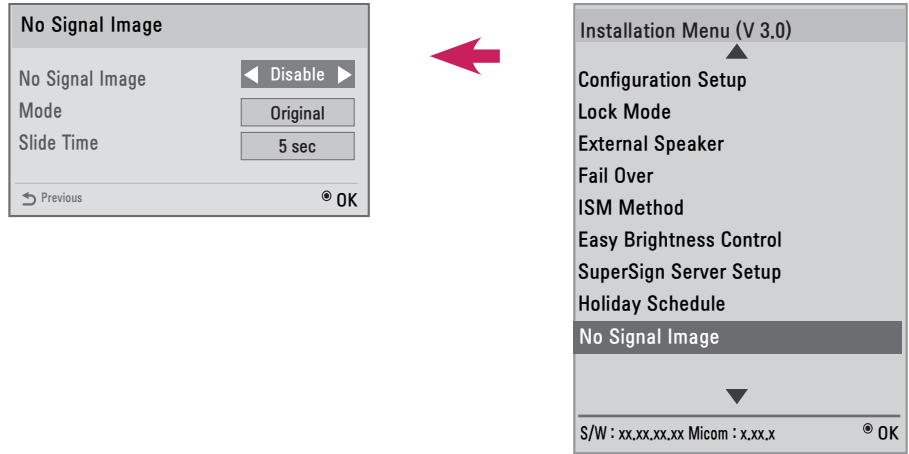 No Signal Image
No Signal Image Disable
Mode Original
Slide Time 5 sec
Previous OK
Installation Menu (V 3.0)
Configuration Setup
Lock Mode
External Speaker
Fail Over
ISM Method
Easy Brightness Control
SuperSign Server Setup
Holiday Schedule
No Signal Image
S/W : xx.xx.xx.xx Micom : x.xx.x OK